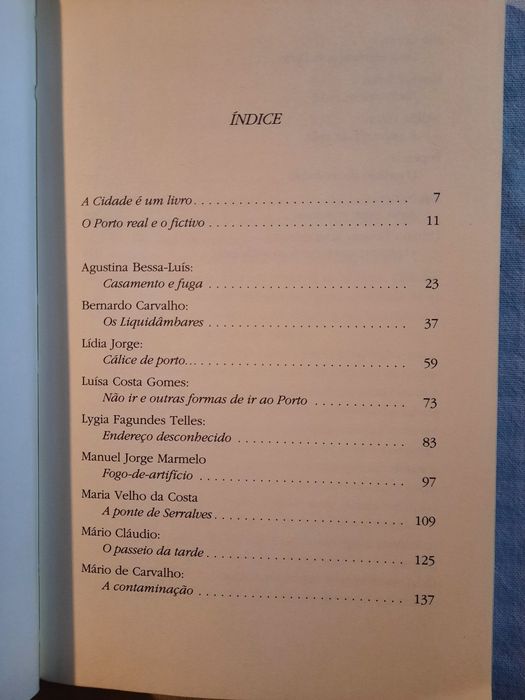 ÍNDICE
A Cidade é um livro . . . . . . . . . . . . . . . . . . . . . . . . . . . . 7
O Porto real e o fictivo . . . . . . . . . . . . . . . . . . . . . . . . . . 11
Agustina Bessa-Luís:
Casamento e fuga . . . . . . . . . . . . . . . . . . . . . . . 23
Bernardo Carvalho:
Os Liquidâmbares . . . . . . . . . . . . . . . . . . . . . . . 37
Lídia Jorge:
Cálice de porto... . . . . . . . . . . . . . . . . . . . . . . . . 59
Luísa Costa Gomes:
Não ir e outras formas de ir ao Porto . . . . . . . . . . . 73
Lygia Fagundes Telles:
Endereço desconhecido . . . . . . . . . . . . . . . . . . . . 83
Manuel Jorge Marmelo
Fogo-de-artifício . . . . . . . . . . . . . . . . . . . . . . . . 97
Maria Velho da Costa
A ponte de Serralves . . . . . . . . . . . . . . . . . . . . . . 109
Mário Cláudio:
O passeio da tarde . . . . . . . . . . . . . . . . . . . . . . . 125
Mário de Carvalho:
A contaminação . . . . . . . . . . . . . . . . . . . . . . . . 137